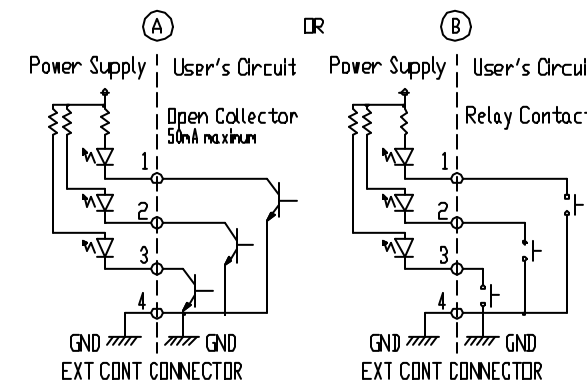 A OR B
Power Supply User's Circuit Power Supply User's Circui
Open Collector
50mA maximum
Relay Contact
1 1
2 2
3 3
4 4
GND GND GND GND
EXT CONT CONNECTOR EXT CONT CONNECTOR